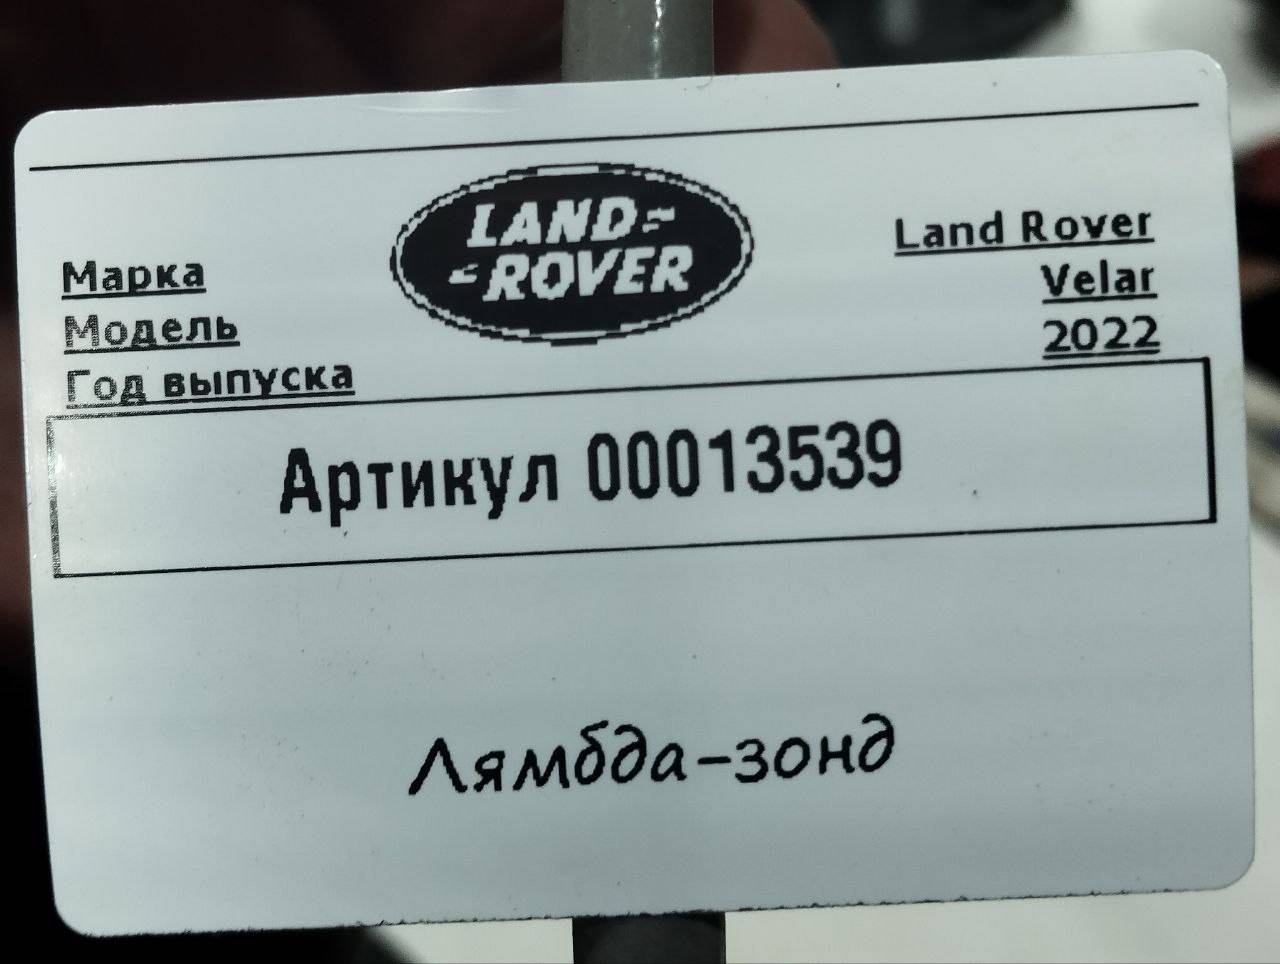 LAND
ROVER
Марка Land Rover
Модель Velar
Год выпуска 2022
Артикул 00013539
Лямбда-зонд